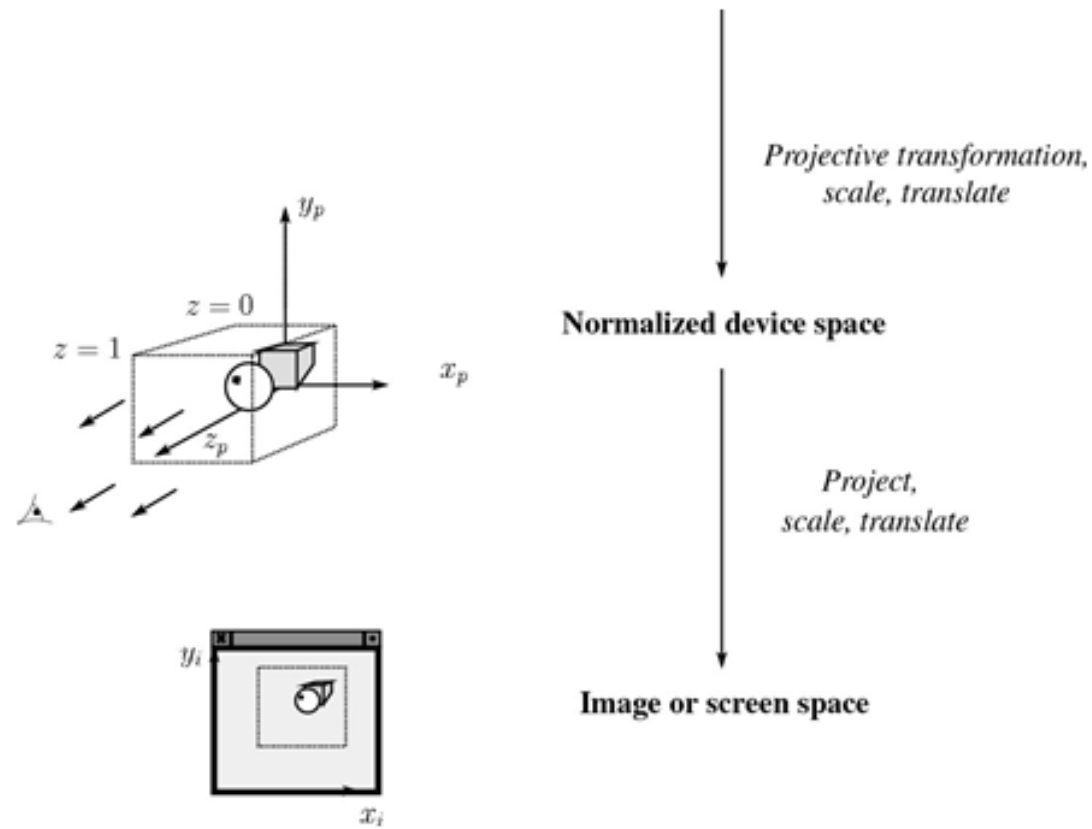 Projective transformation,
scale, translate
y_p
z = 0
Normalized device space
z = 1
x_p
z_p
Project,
scale, translate
y_i
Image or screen space
x_i